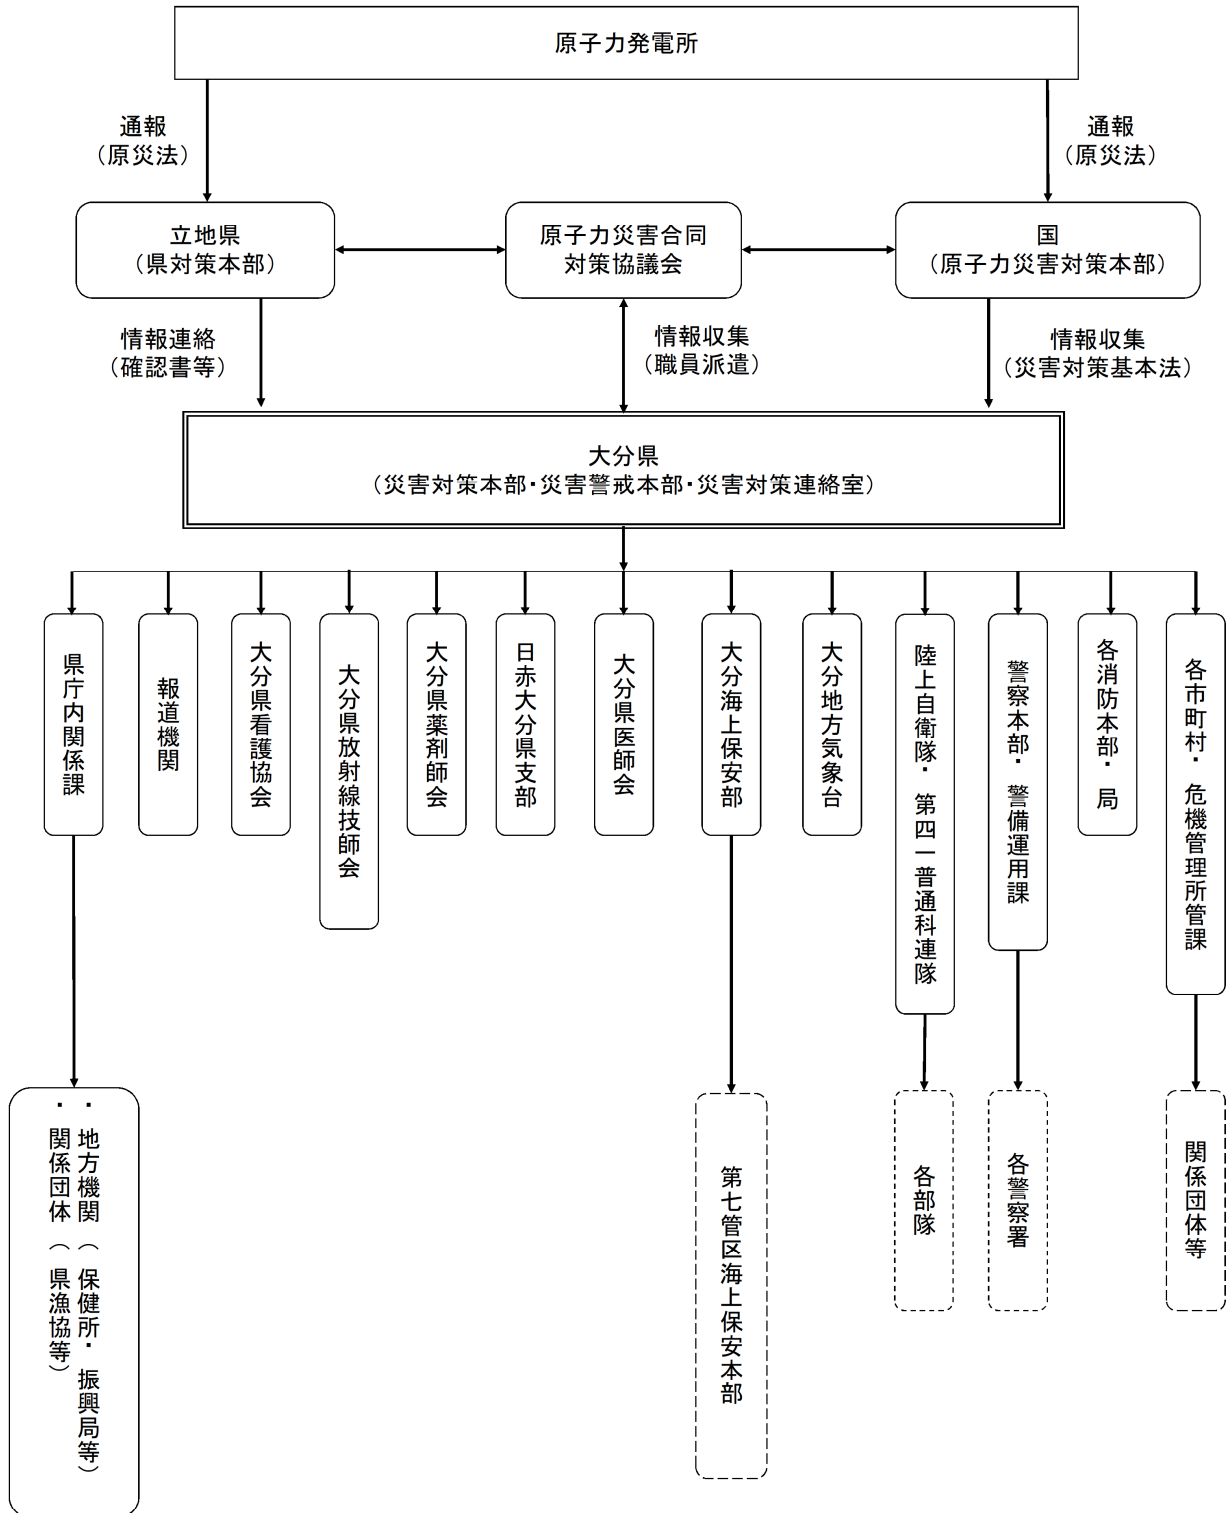 原子力発電所
通報
（原災法）
通報
（原災法）
立地県
（県対策本部）
原子力災害合同
対策協議会
国
（原子力災害対策本部）
情報連絡
（確認書等）
情報収集
（職員派遣）
情報収集
（災害対策基本法）
大分県
（災害対策本部・災害警戒本部・災害対策連絡室）
県庁内関係課
報道機関
大分県看護協会
大分県放射線技師会
大分県薬剤師会
日赤大分県支部
大分県医師会
大分海上保安部
大分地方気象台
陸上自衛隊・第四一普通科連隊
警察本部・警備運用課
各消防本部・局
各市町村・危機管理所管課
・地方機関（保健所・振興局等）
・関係団体（県漁協等）
第七管区海上保安本部
各部隊
各警察署
関係団体等